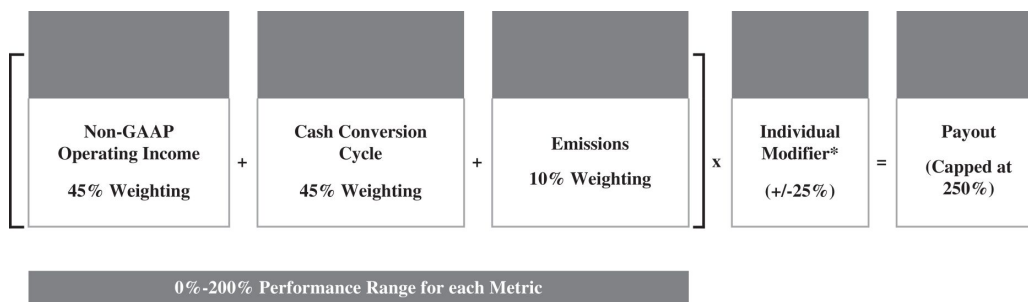 Non-GAAP
Operating Income
45% Weighting
+
Cash Conversion
Cycle
45% Weighting
+
Emissions
10% Weighting
x
Individual
Modifier*
(+/-25%)
=
Payout
(Capped at
250%)
0%-200% Performance Range for each Metric